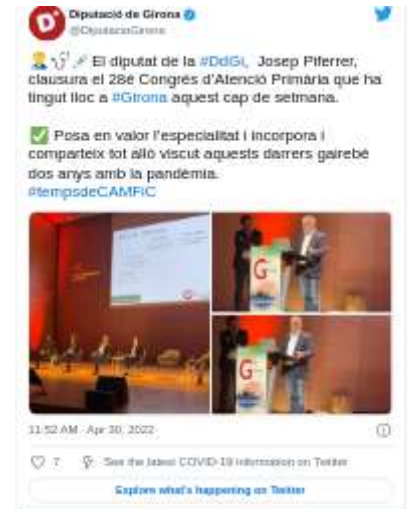 Diputació de Girona
@DiputacioGirona
El diputat de la #DdGi, Josep Piferrer,
clausura el 28è Congrés d'Atenció Primària que ha
tingut lloc a #Girona aquest cap de setmana.
Posa en valor l'especialitat i incorpora i
comparteix tot allò viscut aquests darrers gairebé
dos anys amb la pandèmia.
#tempsdeCAMFiC
G
G
11:52 AM · Apr 30, 2022
7 See the latest COVID-19 information on Twitter
Explore what's happening on Twitter